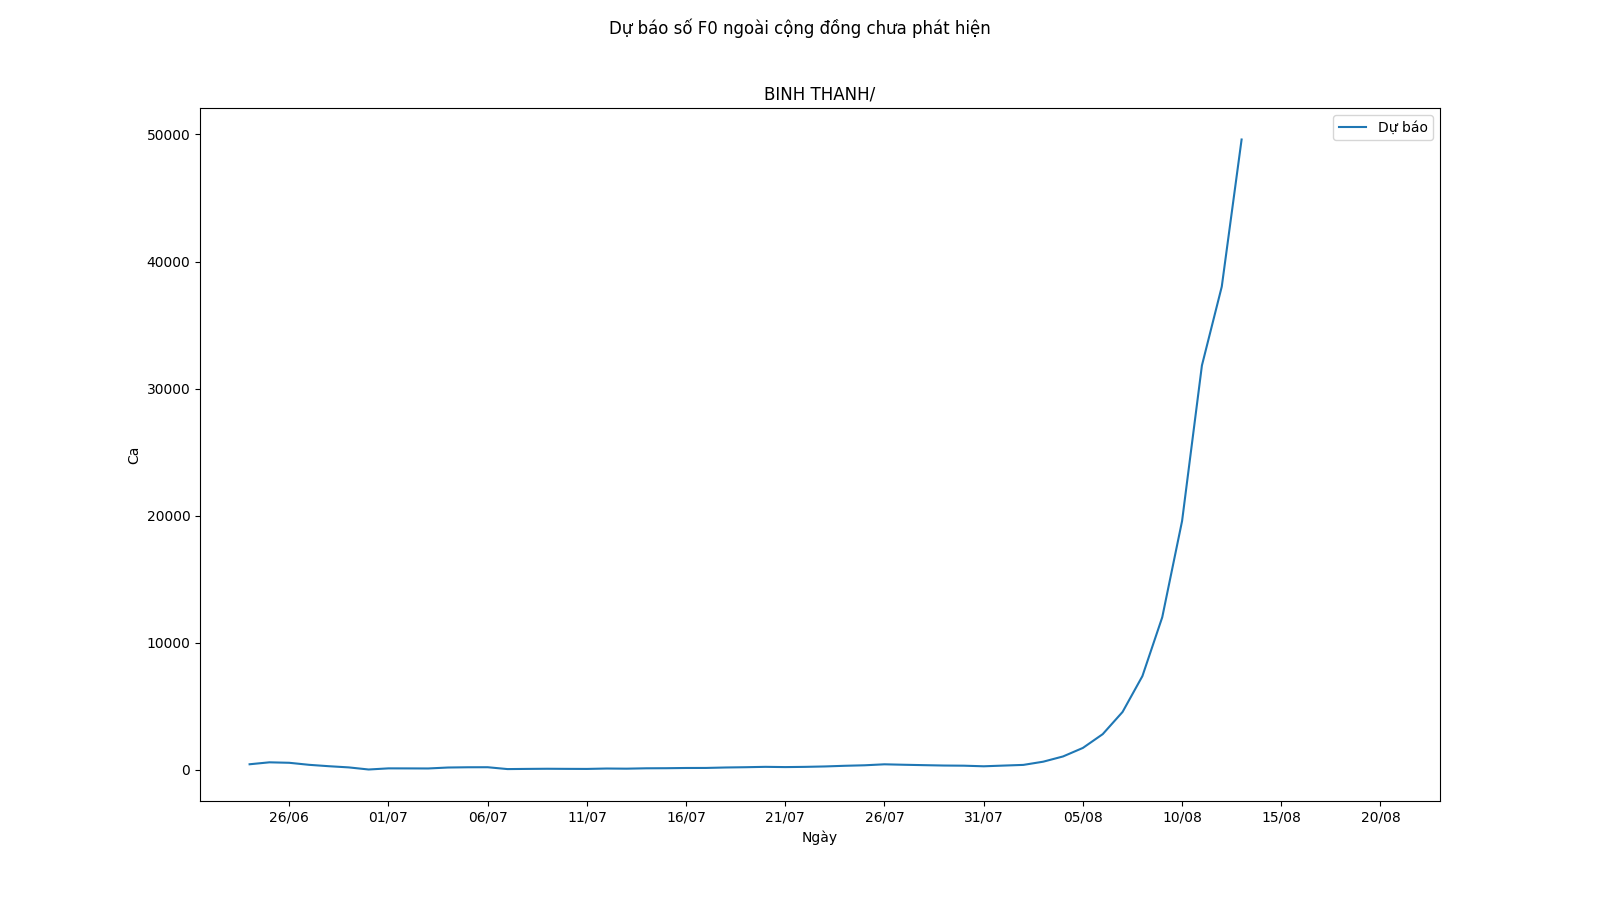 Dự báo số F0 ngoài cộng đồng chưa phát hiện
BINH THANH/
Dự báo
50000
40000
30000
20000
10000
0
Ca
26/06 01/07 06/07 11/07 16/07 21/07 26/07 31/07 05/08 10/08 15/08 20/08
Ngày